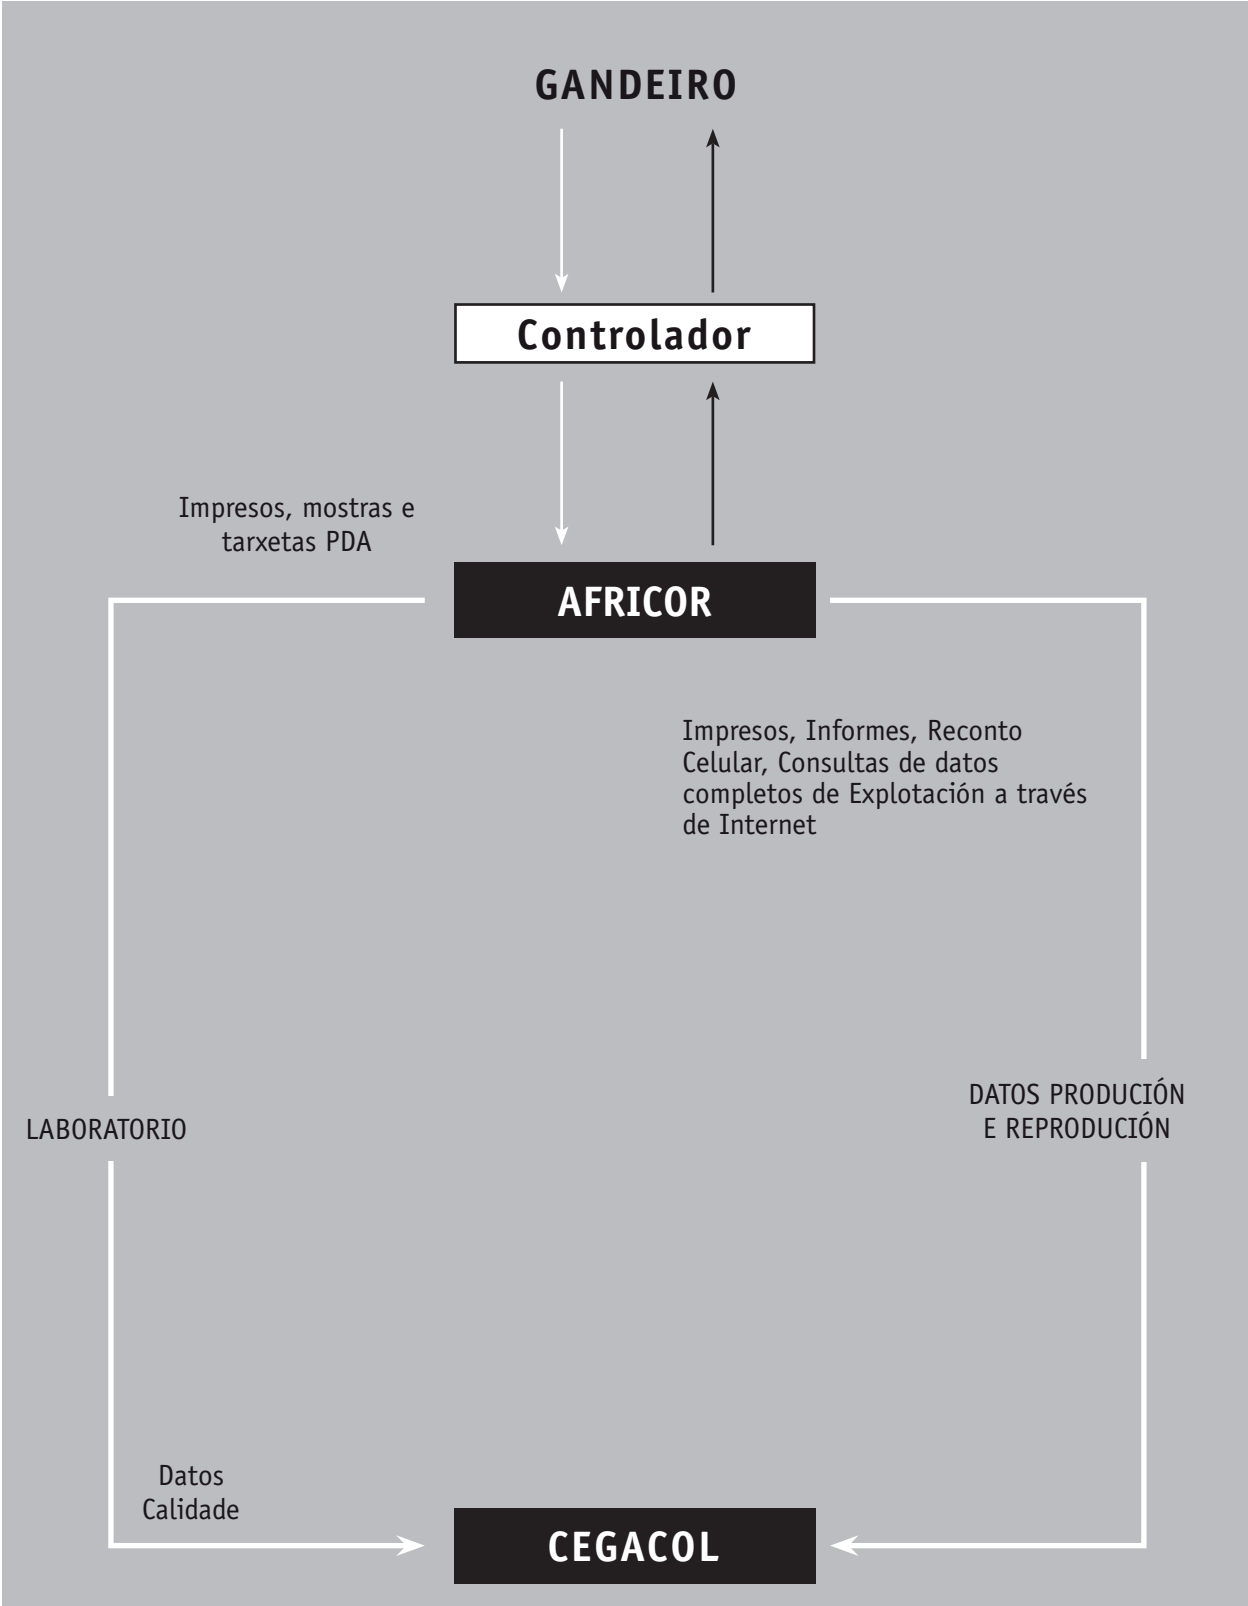 GANDEIRO
Controlador
Impresos, mostras e
tarxetas PDA
AFRICOR
Impresos, Informes, Reconto
Celular, Consultas de datos
completos de Explotación a través
de Internet
LABORATORIO
DATOS PRODUCIÓN
E REPRODUCIÓN
Datos
Calidade
CEGACOL